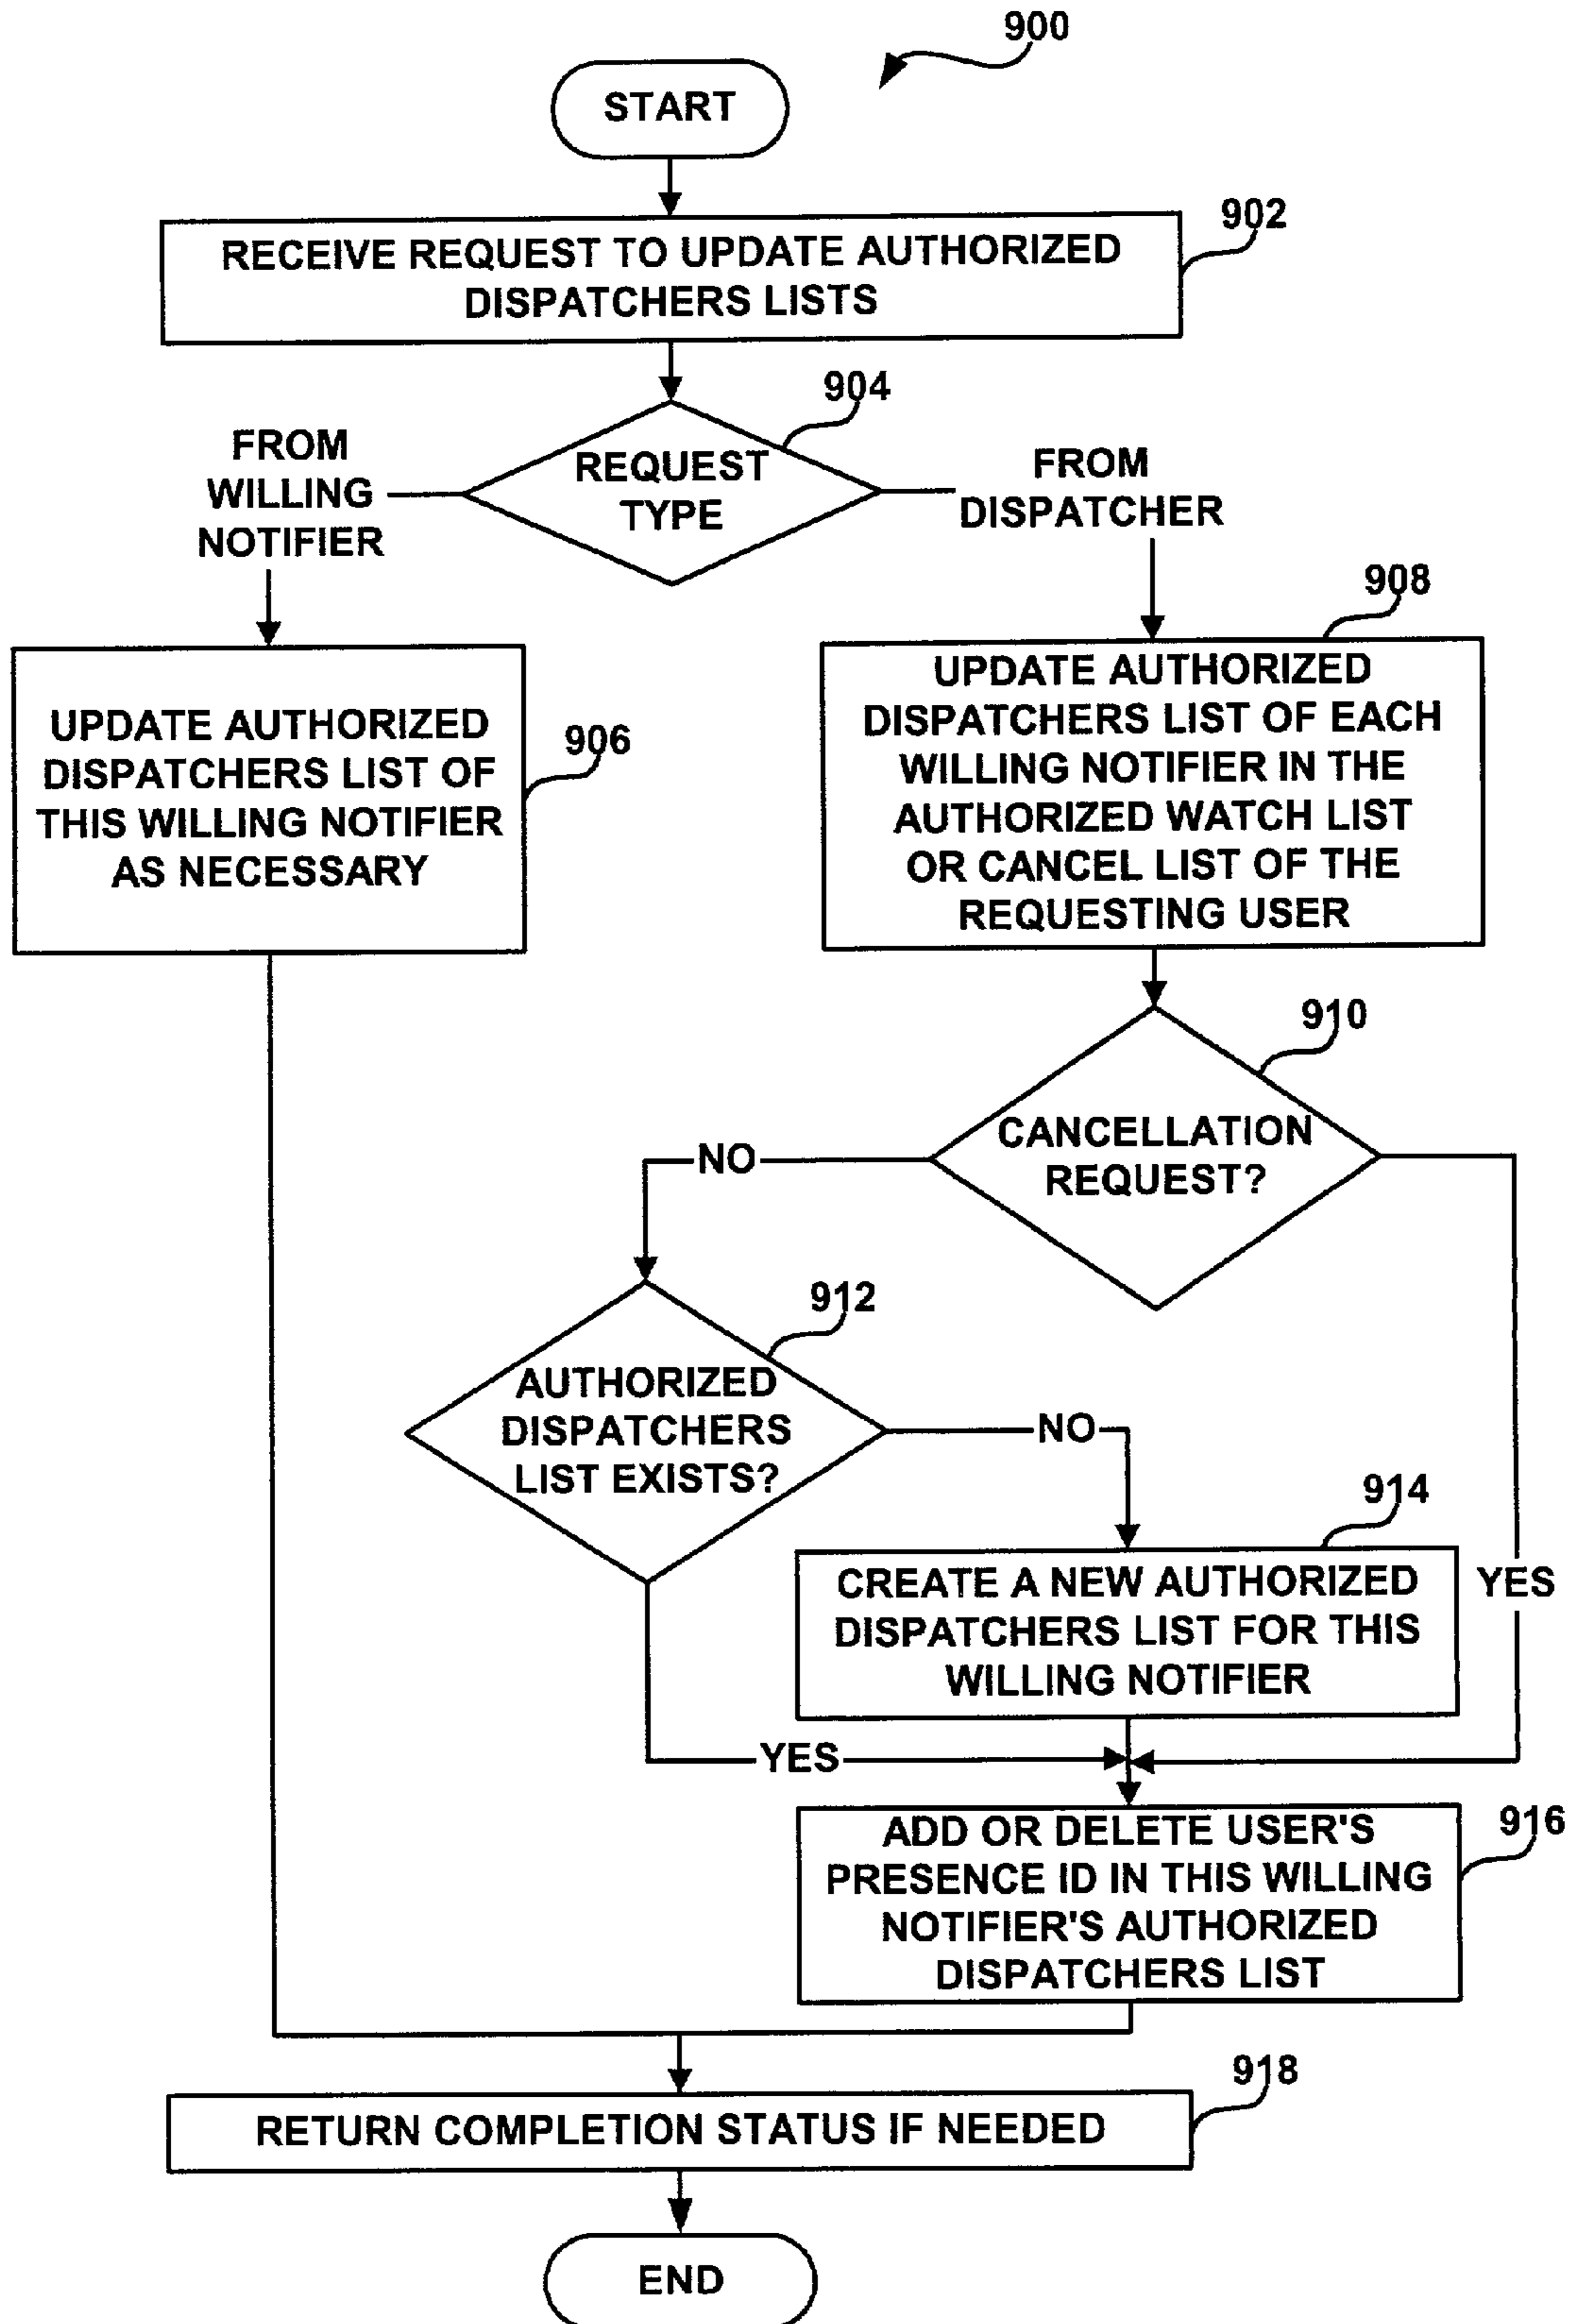 900
START
902
RECEIVE REQUEST TO UPDATE AUTHORIZED
DISPATCHERS LISTS
904
REQUEST
TYPE
FROM
WILLING
NOTIFIER
FROM
DISPATCHER
906
UPDATE AUTHORIZED
DISPATCHERS LIST OF
THIS WILLING NOTIFIER
AS NECESSARY
908
UPDATE AUTHORIZED
DISPATCHERS LIST OF EACH
WILLING NOTIFIER IN THE
AUTHORIZED WATCH LIST
OR CANCEL LIST OF THE
REQUESTING USER
910
CANCELLATION
REQUEST?
NO
912
AUTHORIZED
DISPATCHERS
LIST EXISTS?
NO
914
CREATE A NEW AUTHORIZED
DISPATCHERS LIST FOR THIS
WILLING NOTIFIER
YES
YES
916
ADD OR DELETE USER'S
PRESENCE ID IN THIS WILLING
NOTIFIER'S AUTHORIZED
DISPATCHERS LIST
918
RETURN COMPLETION STATUS IF NEEDED
END